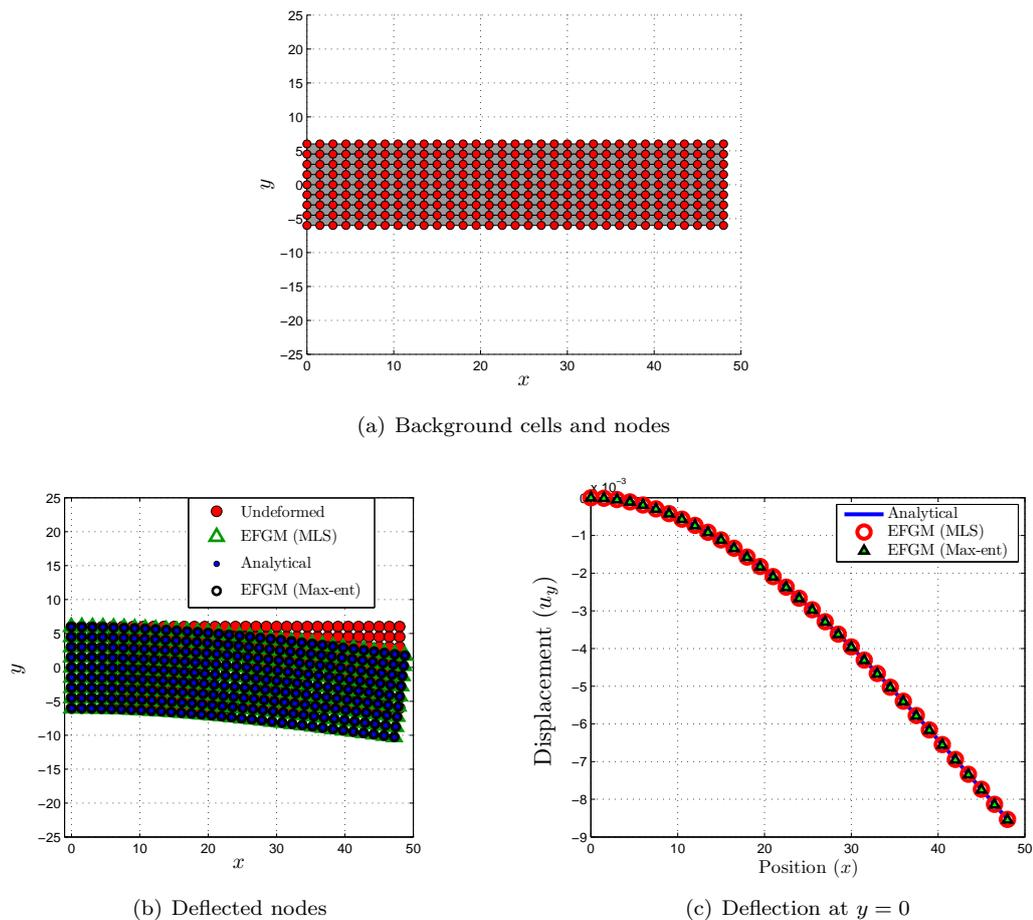 25
20
15
10
5
0
−5
−10
−15
−20
−25
y
0 10 20 30 40 50
x
(a) Background cells and nodes
25
20
15
10
5
0
−5
−10
−15
−20
−25
y
Undeformed
EFGM (MLS)
Analytical
EFGM (Max-ent)
0 10 20 30 40 50
x
(b) Deflected nodes
x 10⁻³
0
−1
−2
−3
−4
−5
−6
−7
−8
−9
Displacement (u_y)
Analytical
EFGM (MLS)
EFGM (Max-ent)
0 10 20 30 40 50
Position (x)
(c) Deflection at y = 0